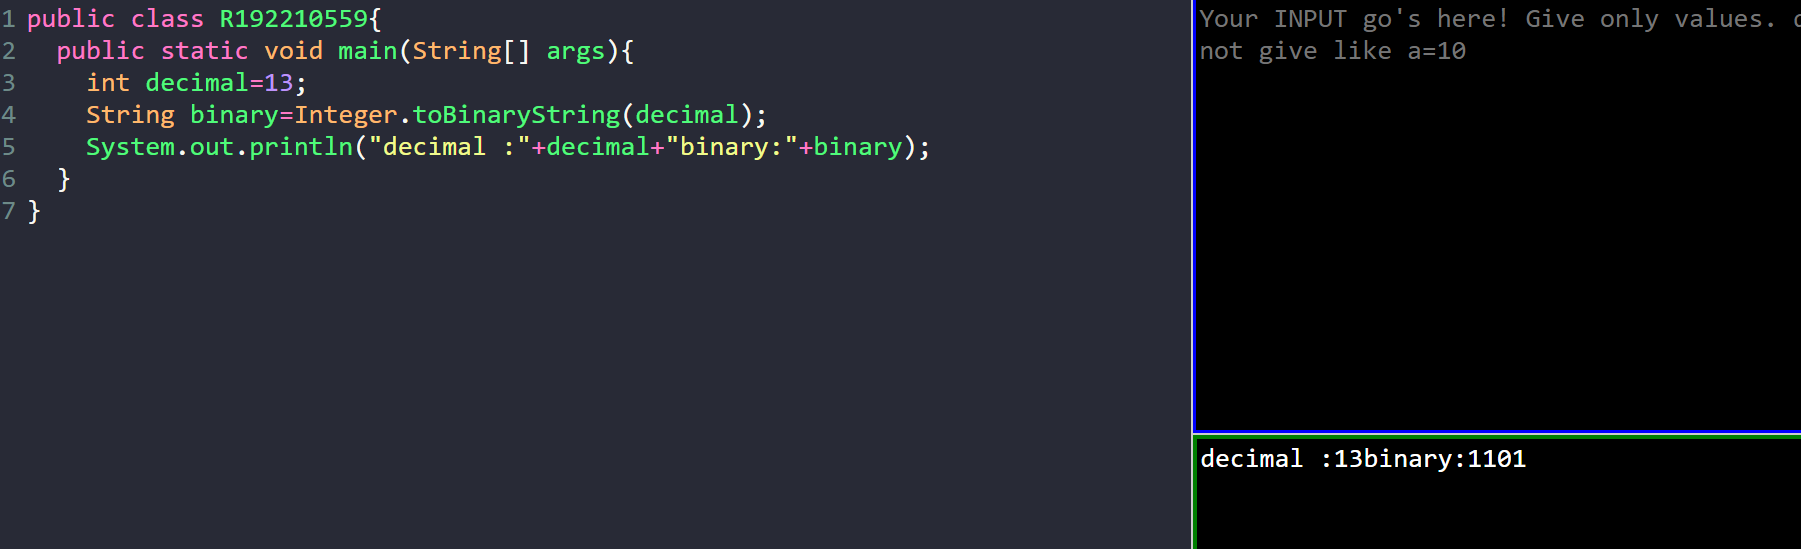 1 public class R192210559{
2   public static void main(String[] args){
3     int decimal=13;
4     String binary=Integer.toBinaryString(decimal);
5     System.out.println("decimal :"+decimal+"binary:"+binary);
6   }
7 }
Your INPUT go's here! Give only values.
not give like a=10
decimal :13binary:1101